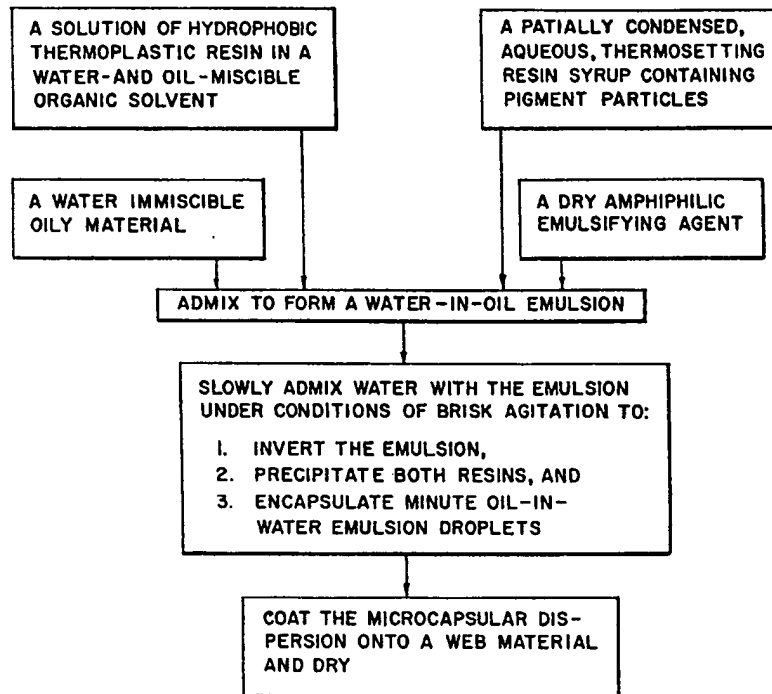 A SOLUTION OF HYDROPHOBIC
THERMOPLASTIC RESIN IN A
WATER-AND OIL-MISCIBLE
ORGANIC SOLVENT
A PATIALLY CONDENSED,
AQUEOUS, THERMOSETTING
RESIN SYRUP CONTAINING
PIGMENT PARTICLES
A WATER IMMISCIBLE
OILY MATERIAL
A DRY AMPHIPHILIC
EMULSIFYING AGENT
ADMIX TO FORM A WATER-IN-OIL EMULSION
SLOWLY ADMIX WATER WITH THE EMULSION
UNDER CONDITIONS OF BRISK AGITATION TO:
1. INVERT THE EMULSION,
2. PRECIPITATE BOTH RESINS, AND
3. ENCAPSULATE MINUTE OIL-IN-
WATER EMULSION DROPLETS
COAT THE MICROCAPSULAR DIS-
PERSION ONTO A WEB MATERIAL
AND DRY